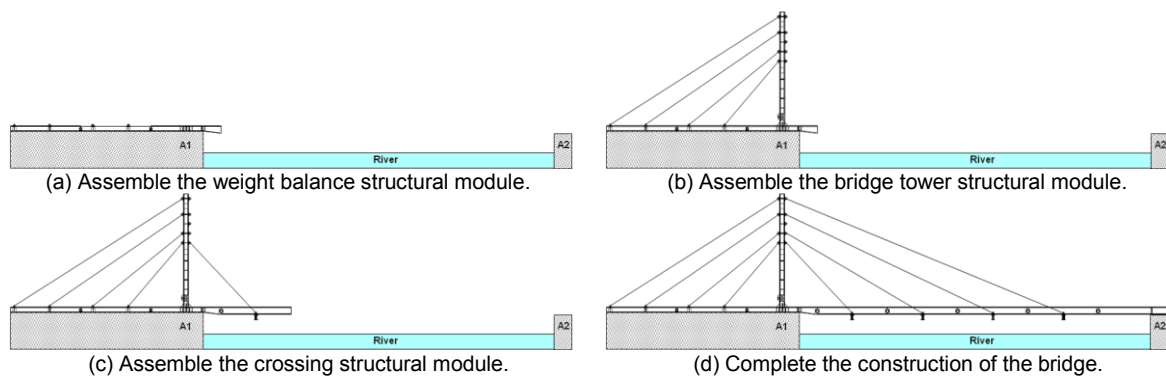 A1
A2
River
(a) Assemble the weight balance structural module.
A1
A2
River
(b) Assemble the bridge tower structural module.
A1
A2
River
(c) Assemble the crossing structural module.
A1
A2
River
(d) Complete the construction of the bridge.